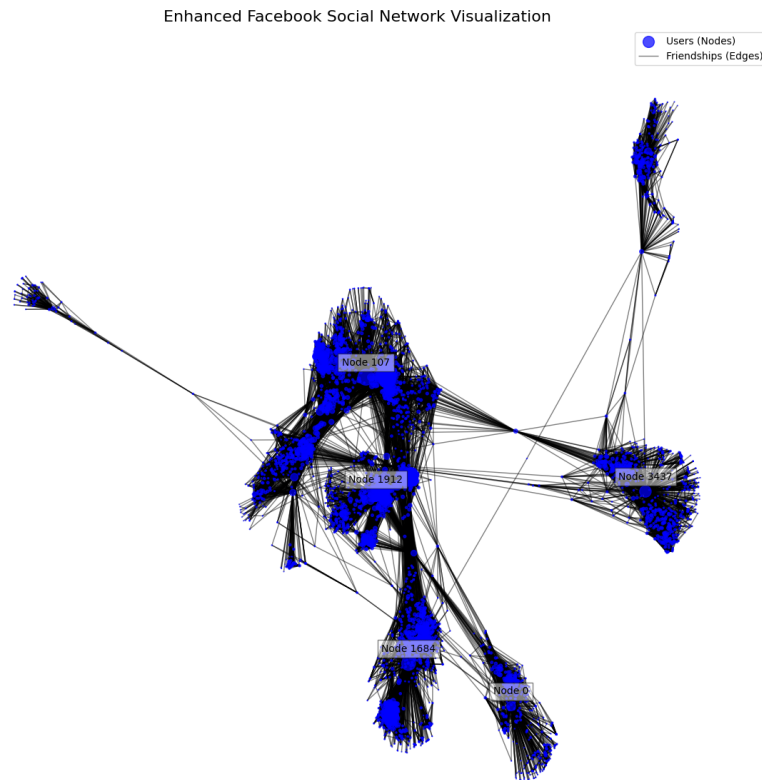 Enhanced Facebook Social Network Visualization
Users (Nodes)
Friendships (Edges)
Node 107
Node 3437
Node 1912
Node 1684
Node 0